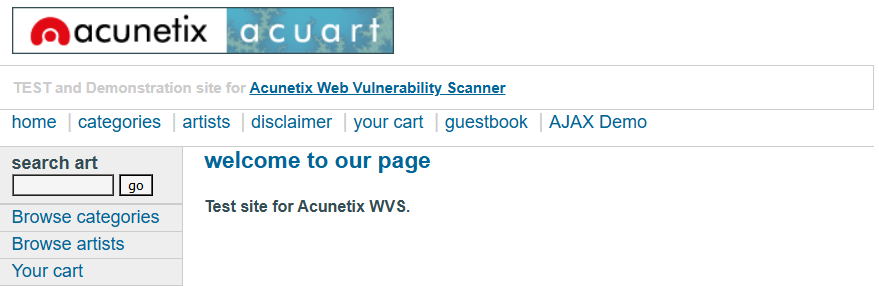 acunetix acuart
TEST and Demonstration site for Acunetix Web Vulnerability Scanner
home | categories | artists | disclaimer | your cart | guestbook | AJAX Demo
search art
go
welcome to our page
Test site for Acunetix WVS.
Browse categories
Browse artists
Your cart